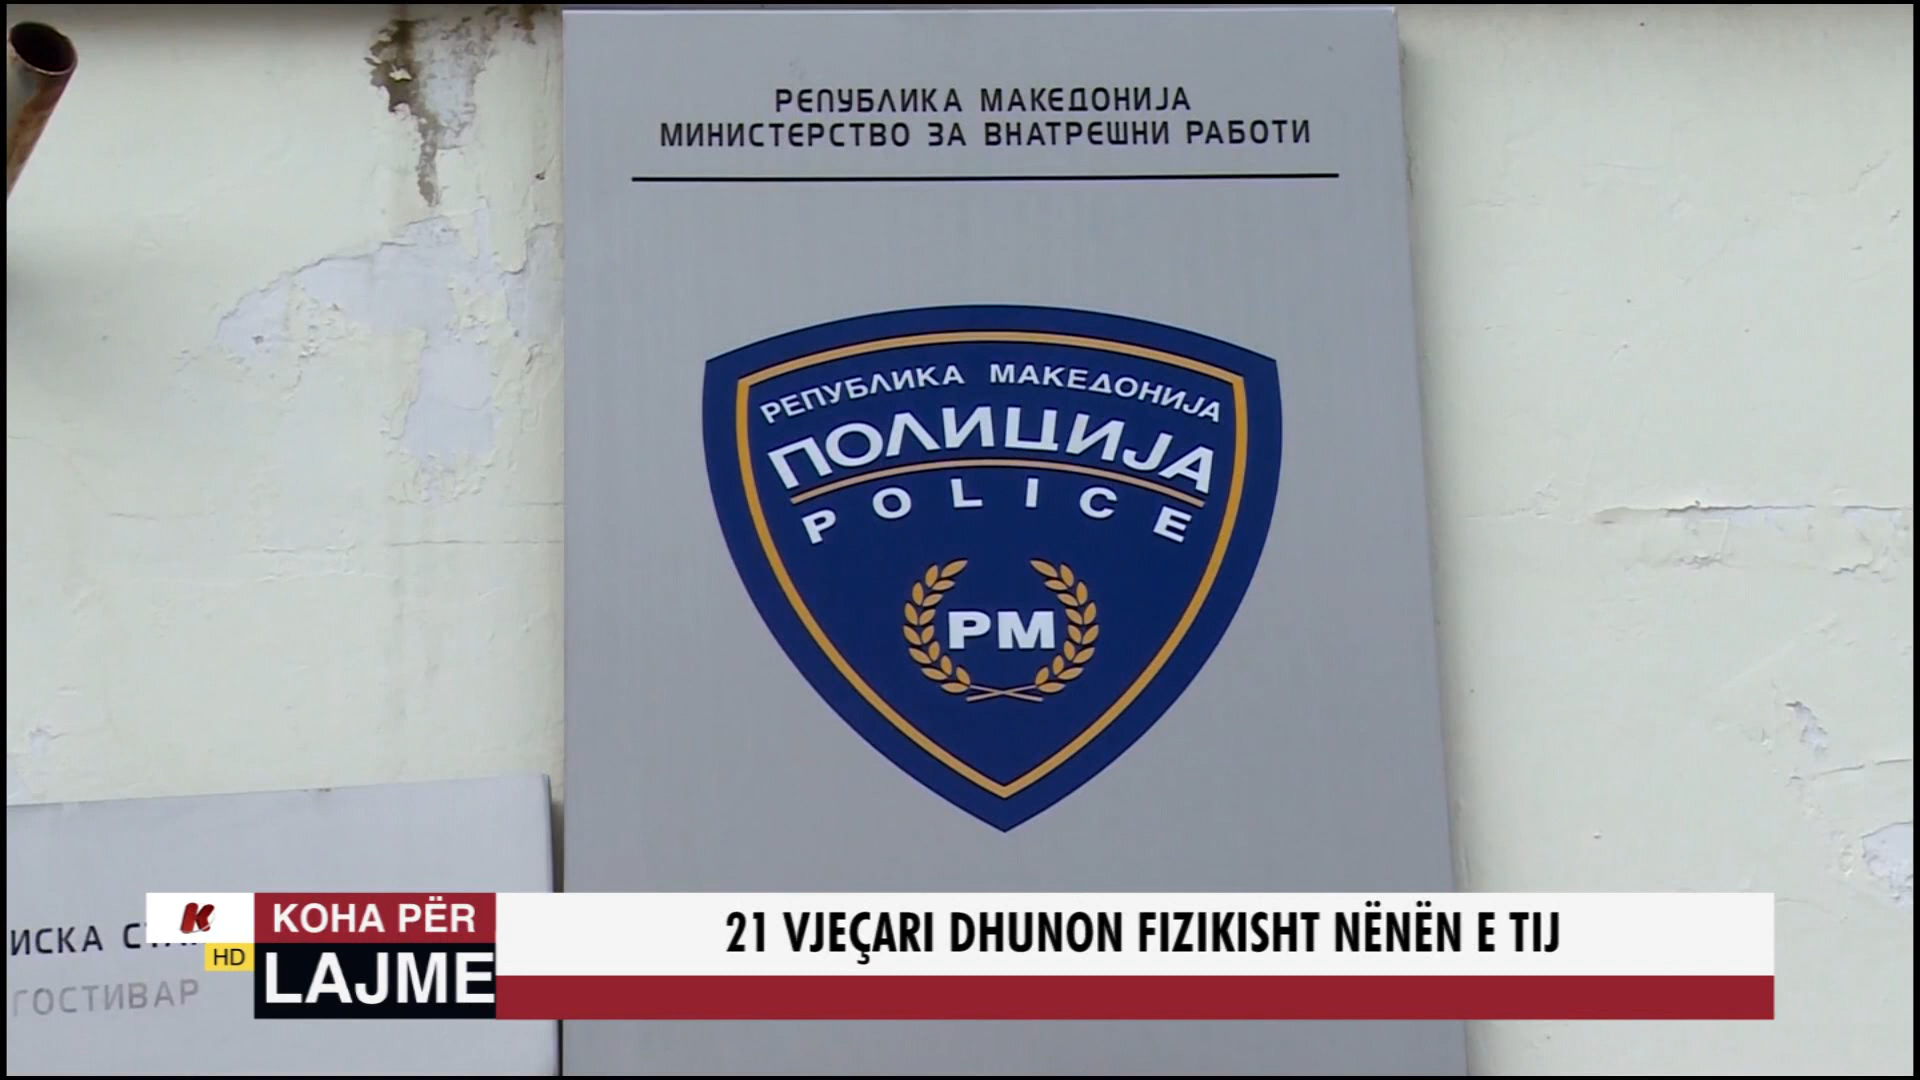 РЕПУБЛИКА МАКЕДОНИЈА
МИНИСТЕРСТВО ЗА ВНАТРЕШНИ РАБОТИ
РЕПУБЛИКА МАКЕДОНИЈА
ПОЛИЦИЈА
POLICE
РМ
ИСКА
ГОСТИВАР
K
HD
KOHA PËR
LAJME
21 VJEÇARI DHUNON FIZIKISHT NËNËN E TIJ